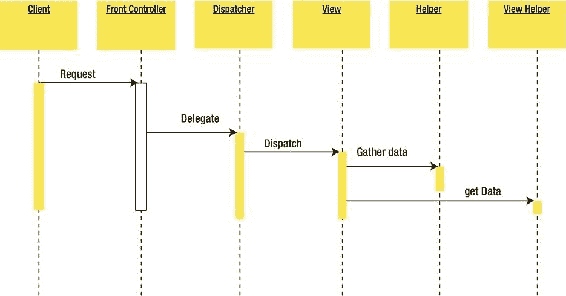 Client
Front Controller
Dispatcher
View
Helper
View Helper
Request
Delegate
Dispatch
Gather data
get Data